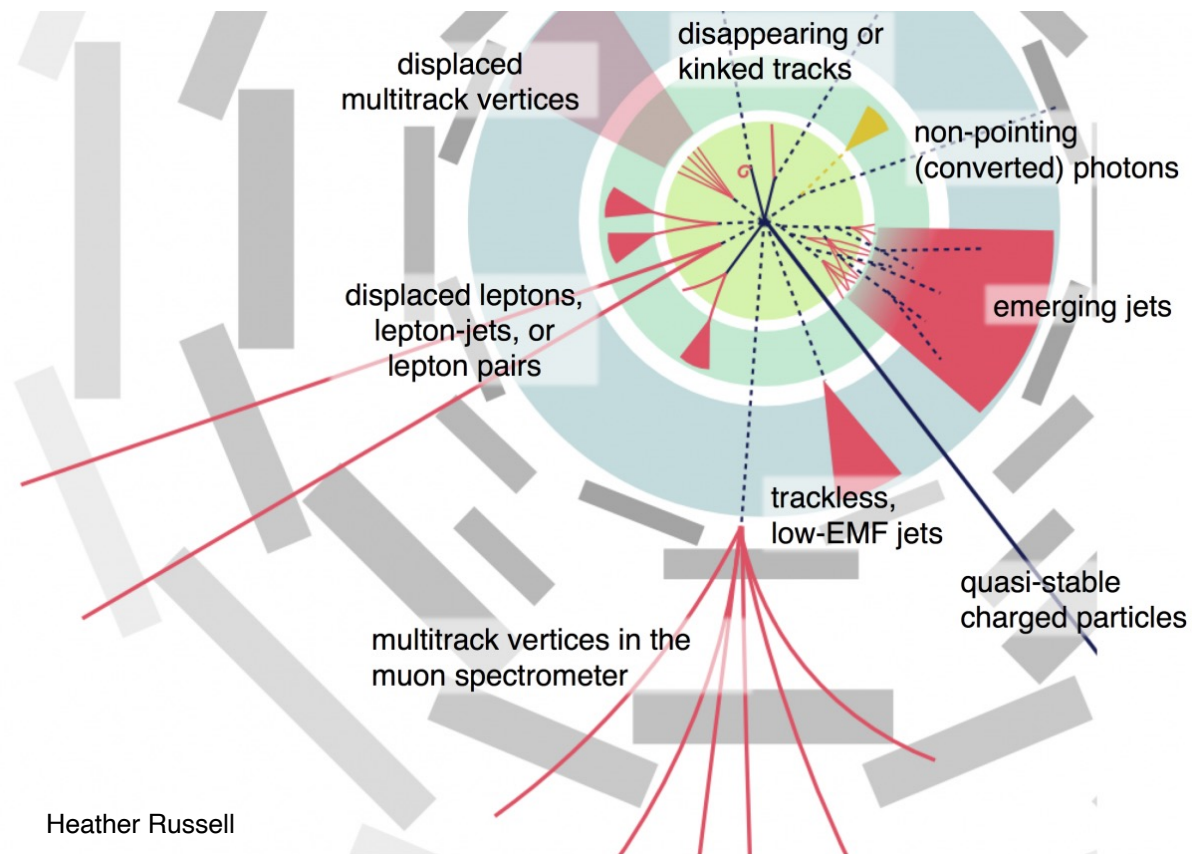 disappearing or
kinked tracks
displaced
multitrack vertices
non-pointing
(converted) photons
displaced leptons,
lepton-jets, or
lepton pairs
emerging jets
trackless,
low-EMF jets
quasi-stable
charged particles
multitrack vertices in the
muon spectrometer
Heather Russell